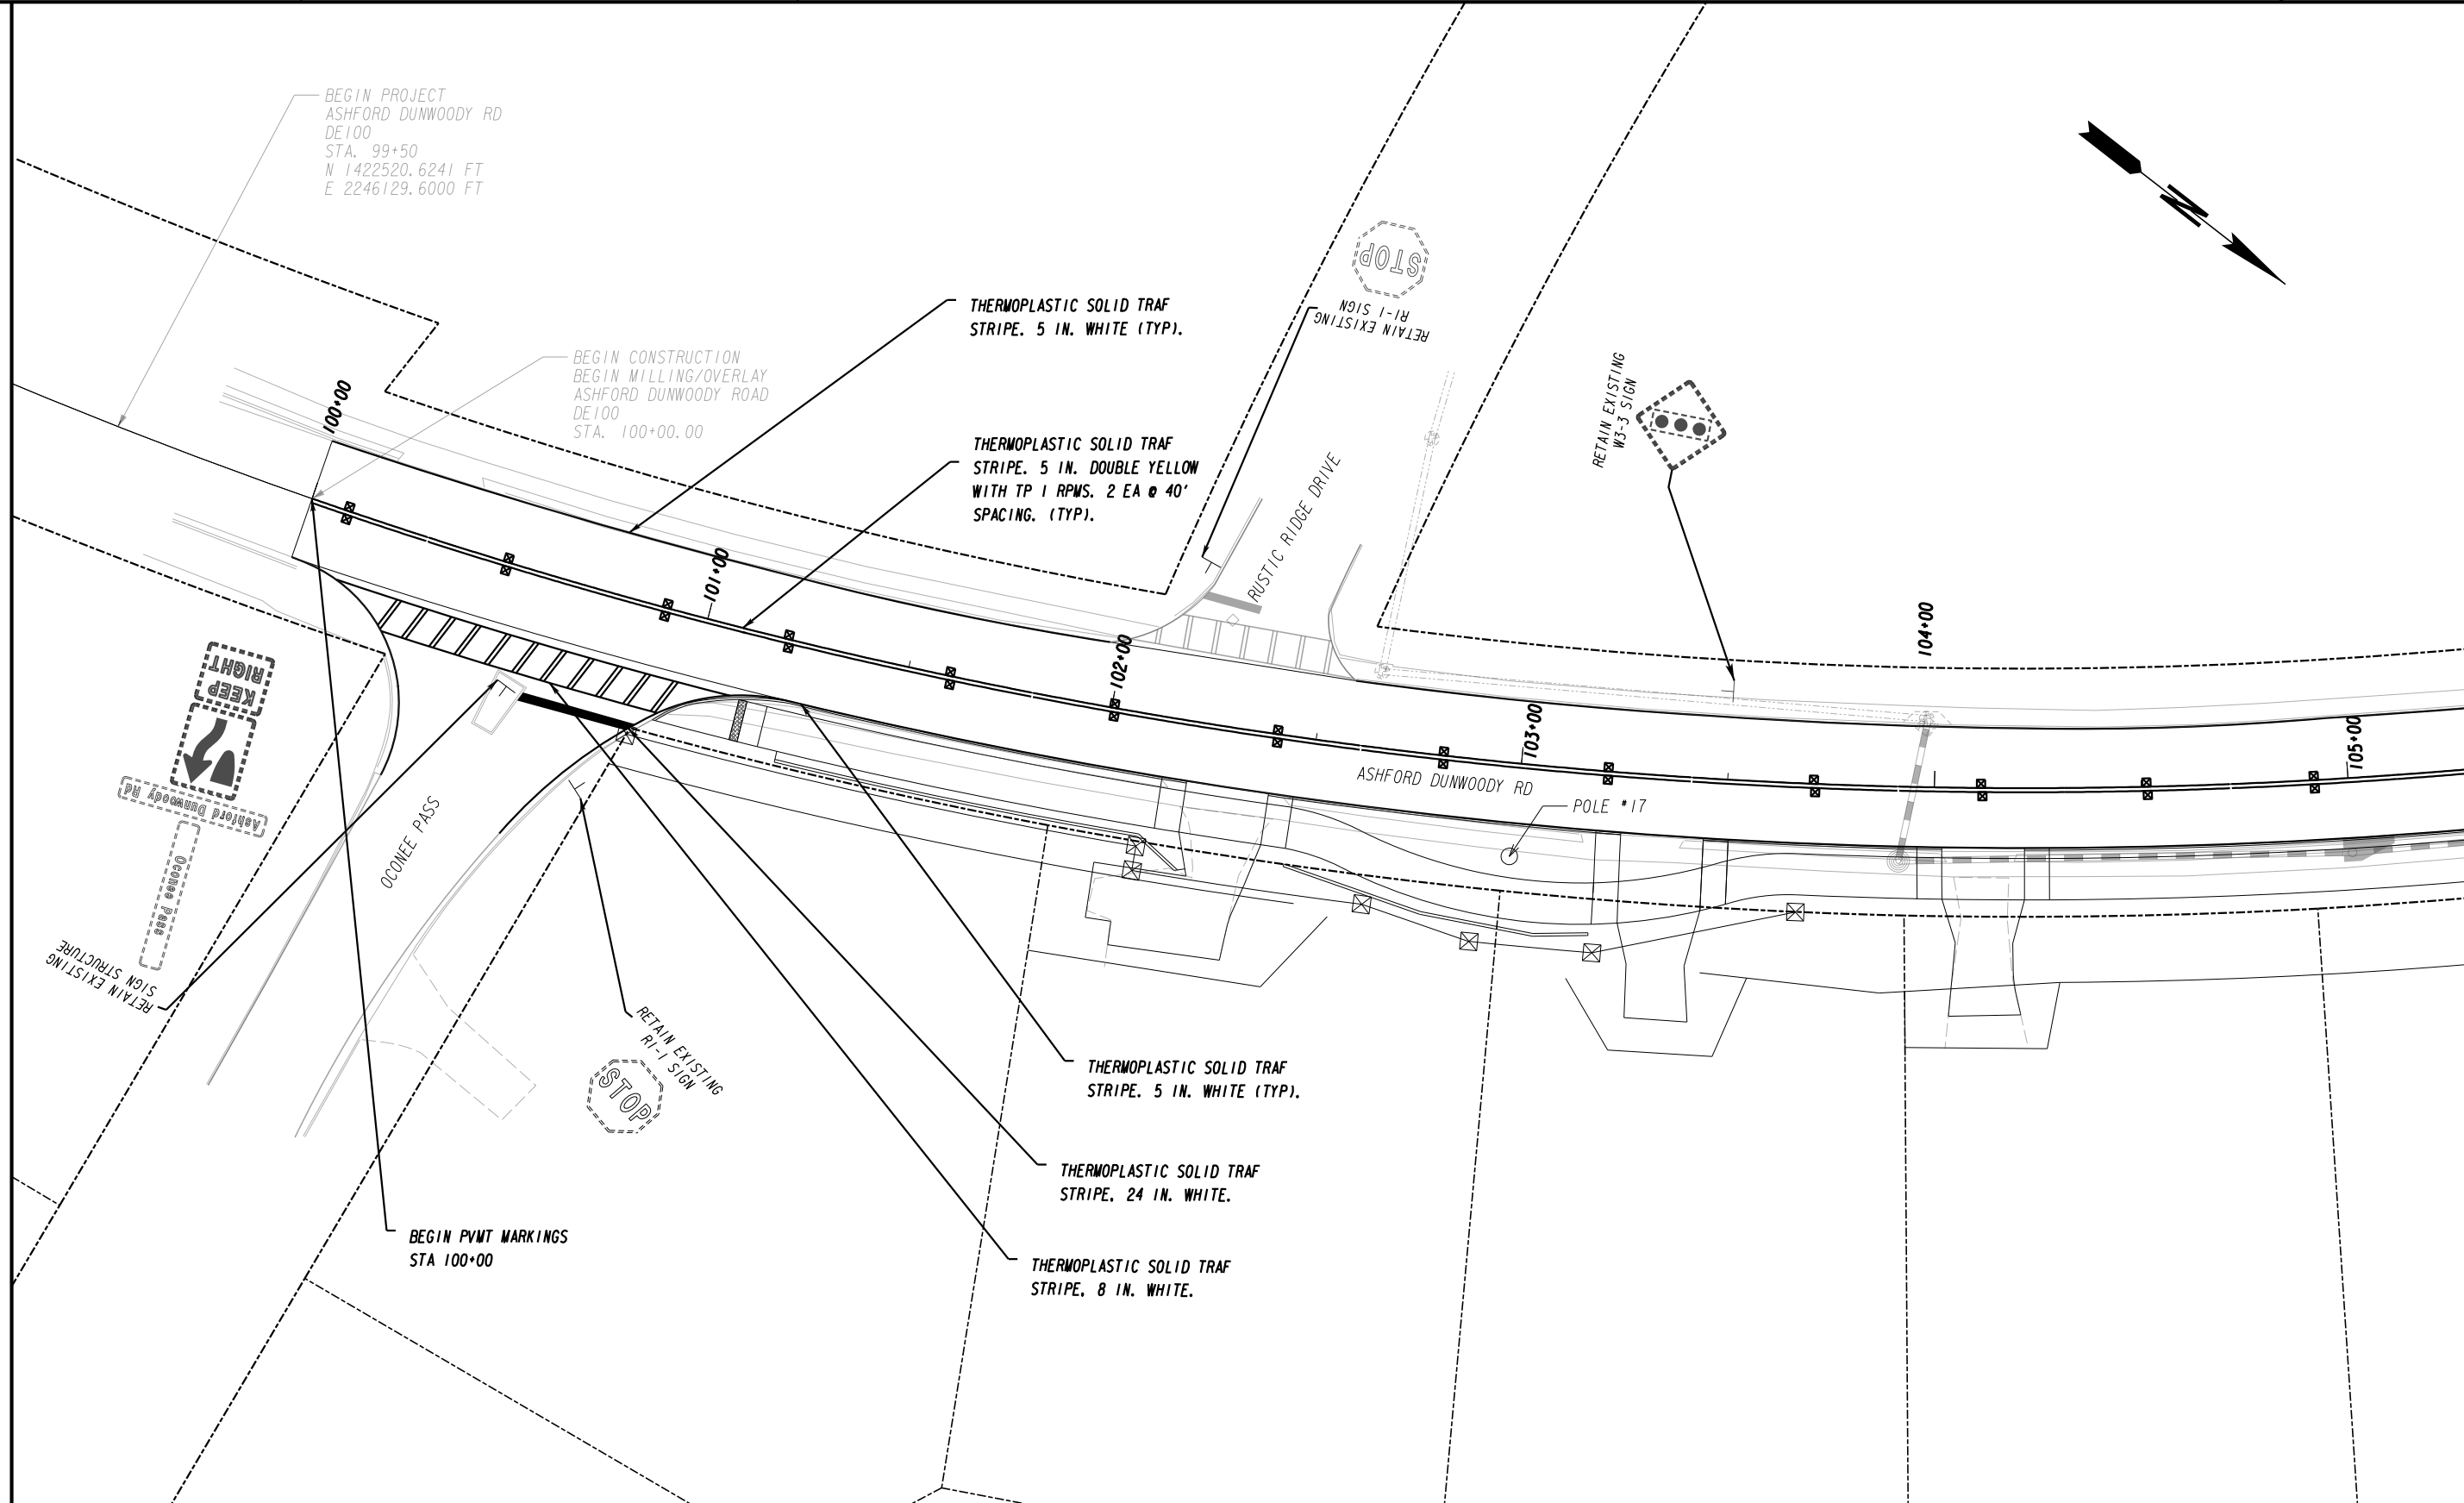 BEGIN PROJECT
ASHFORD DUNWOODY RD
DE100
STA. 99+50
N 1422520.6241 FT
E 2246129.6000 FT
BEGIN CONSTRUCTION
BEGIN MILLING/OVERLAY
ASHFORD DUNWOODY ROAD
DE100
STA. 100+00.00
THERMOPLASTIC SOLID TRAF
STRIPE. 5 IN. WHITE (TYP).
THERMOPLASTIC SOLID TRAF
STRIPE. 5 IN. DOUBLE YELLOW
WITH TP 1 RPMS. 2 EA @ 40'
SPACING. (TYP).
STOP
RETAIN EXISTING
R1-1 SIGN
RUSTIC RIDGE DRIVE
RETAIN EXISTING
W3-3 SIGN
N
100+00
101+00
102+00
103+00
104+00
105+00
ASHFORD DUNWOODY RD
POLE #17
KEEP
RIGHT
Ashford Dunwoody Rd
Oconee Pass
RETAIN EXISTING
SIGN STRUCTURE
OCONEE PASS
RETAIN EXISTING
R1-1 SIGN
STOP
THERMOPLASTIC SOLID TRAF
STRIPE. 5 IN. WHITE (TYP).
THERMOPLASTIC SOLID TRAF
STRIPE, 24 IN. WHITE.
THERMOPLASTIC SOLID TRAF
STRIPE, 8 IN. WHITE.
BEGIN PVMT MARKINGS
STA 100+00